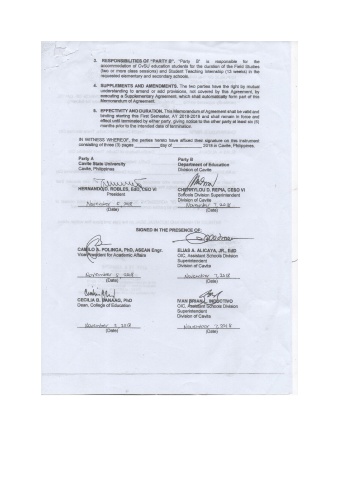 3. RESPONSIBILITIES OF "PARTY B". "Party B" is responsible for the
accommodation of CvSU education students for the duration of the Field Studies
(two or more class sessions) and Student Teaching Internship (13 weeks) in the
requested elementary and secondary schools.
4. SUPPLEMENTS AND AMENDMENTS. The two parties have the right by mutual
understanding to amend or add provisions, not covered by this Agreement, by
executing a Supplementary Agreement, which shall automatically form part of this
Memorandum of Agreement.
5. EFFECTIVITY AND DURATION. This Memorandum of Agreement shall be valid and
binding starting this First Semester, AY 2018-2019 and shall remain in force and
effect until terminated by either party, giving notice to the other party at least six (6)
months prior to the intended date of termination.
IN WITNESS WHEREOF, the parties hereto have affixed their signature on this instrument
consisting of three (3) pages ______ day of ______ 2018 in Cavite, Philippines.
Party A Party B
Cavite State University Department of Education
Cavite, Philippines Division of Cavite
HERNANDO D. ROBLES, EdD, CSO VI CHERRYLOU D. REPIA, CESO VI
President Schools Division Superintendent
Division of Cavite
November 5, 2018 November 7, 2018
(Date) (Date)
SIGNED IN THE PRESENCE OF
CAMILO A. POLINGA, PhD, ASEAN Engr. ELIAS A. ALICAYA, JR., EdD
Vice President for Academic Affairs OIC, Assistant Schools Division
Superintendent
Division of Cavite
November 5, 2018 November 7, 2018
(Date) (Date)
CECILIA B. BANAAG, PhD IVAN BRIAN L. INDUCTIVO
Dean, College of Education OIC, Assistant Schools Division
Superintendent
Division of Cavite
November 5, 2018 November 7, 2018
(Date) (Date)